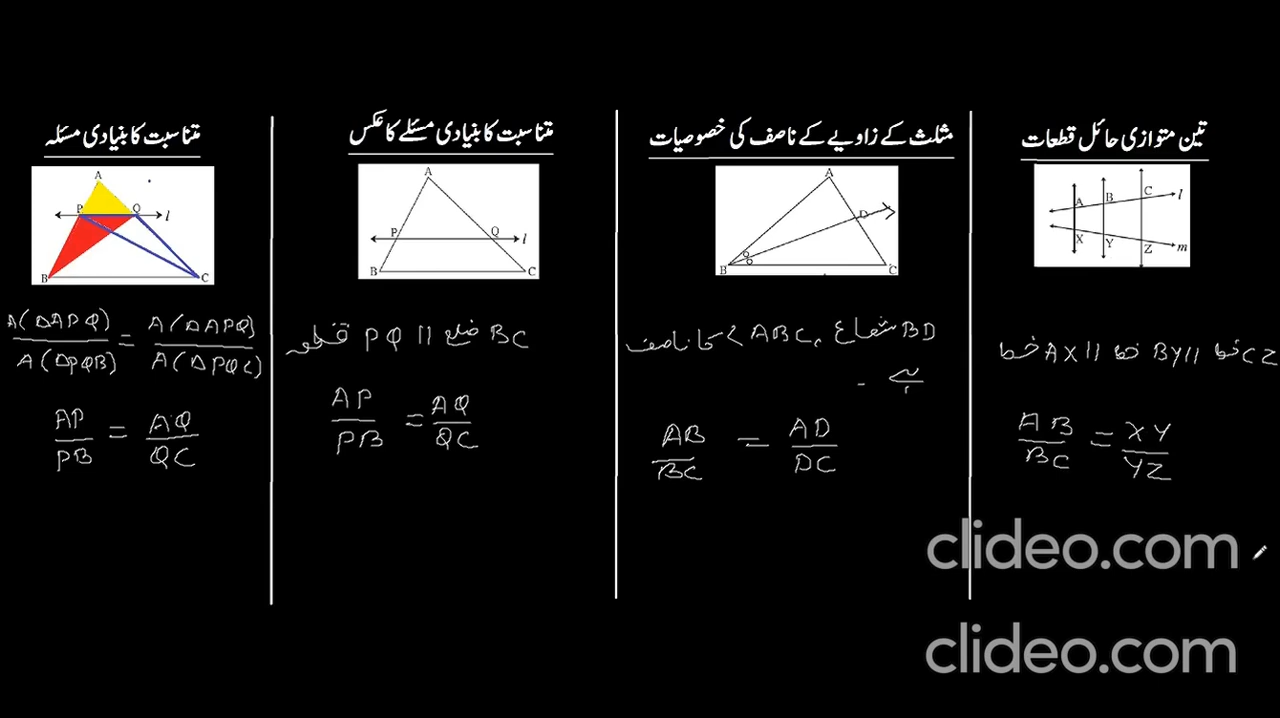 متناسبت کا بنیادی مسئلہ
A
P Q l
B C
A(ΔAPQ) / A(ΔPQB) = A(ΔAPQ) / A(ΔPQC)
AP/PB = AQ/QC
متناسبت کا بنیادی مسئلے کا عکس
A
P Q l
B C
قطعہ PQ || ضلع BC
AP/PB = AQ/QC
مثلث کے زاویے کے ناصف کی خصوصیات
A
D
B C
شعاع BD، ∠ABC کا ناصف
ہے -
AB/BC = AD/DC
تین متوازی حائل قطعات
A B C l
X Y Z m
خط AX || خط BY || خط CZ
AB/BC = XY/YZ
clideo.com
clideo.com